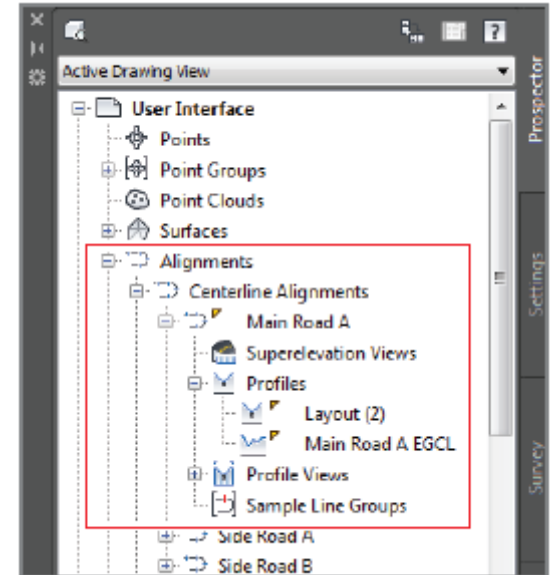 ?
Active Drawing View
User Interface
Points
Point Groups
Point Clouds
Surfaces
Alignments
Centerline Alignments
Main Road A
Superelevation Views
Profiles
Layout (2)
Main Road A EGCL
Profile Views
Sample Line Groups
Side Road A
Side Road B
Prospector
Settings
Survey